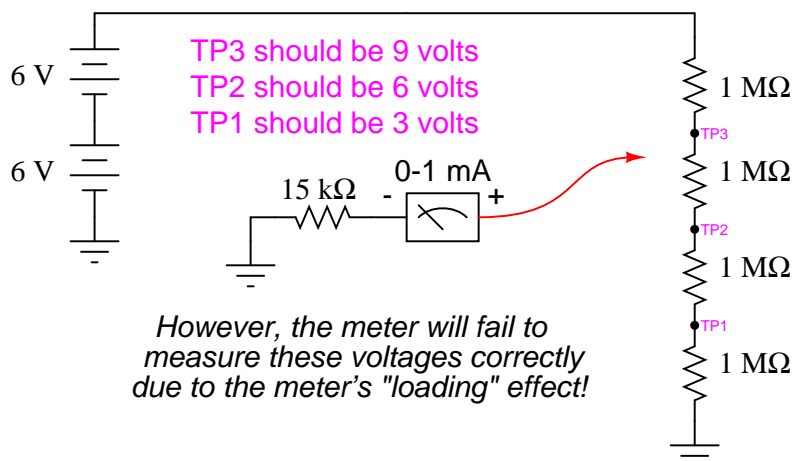 TP3 should be 9 volts
TP2 should be 6 volts
TP1 should be 3 volts
6 V
6 V
1 MΩ
TP3
1 MΩ
TP2
1 MΩ
TP1
1 MΩ
15 kΩ
-
0-1 mA
+
However, the meter will fail to
measure these voltages correctly
due to the meter's "loading" effect!